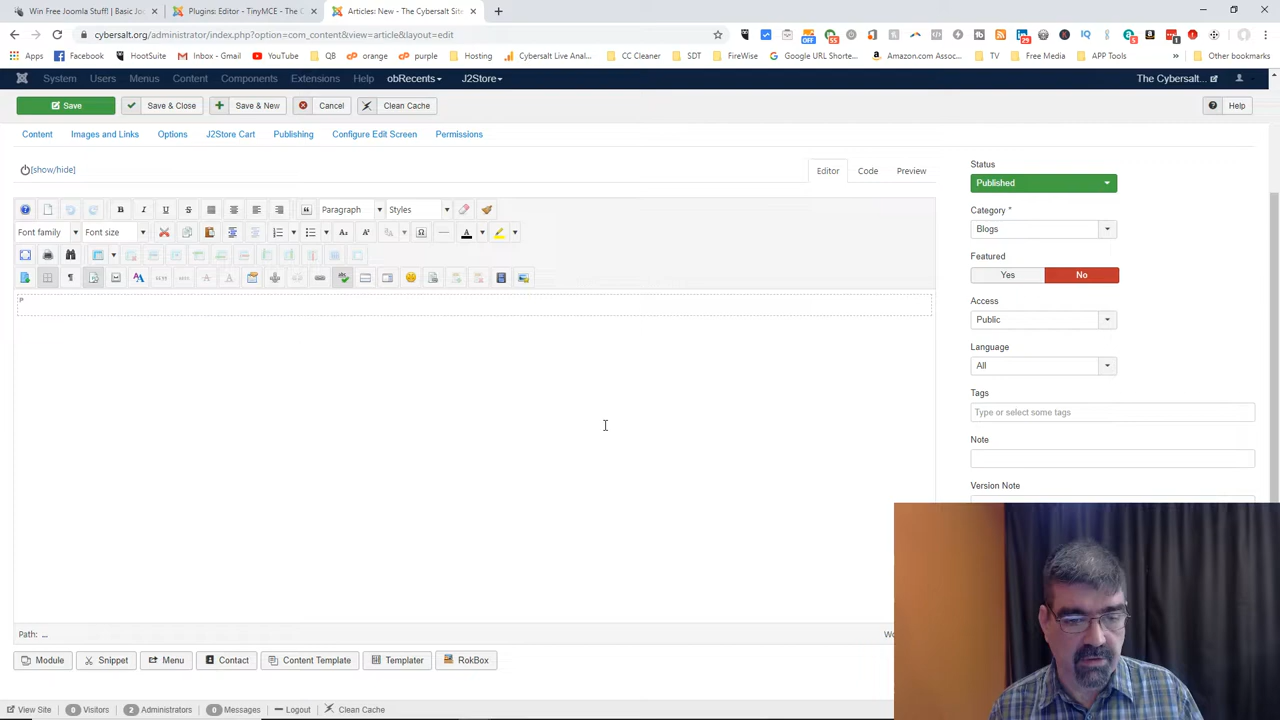 Win Free Joomla Stuff! | Basic Jo
Plugins: Editor - TinyMCE - The C
Articles: New - The Cybersalt Sit
cybersalt.org/administrator/index.php?option=com_content&view=article&layout=edit
Apps
Facebook
HootSuite
Inbox - Gmail
QB
orange
purple
Hosting
Cybersalt Live Anal...
CC Cleaner
SDT
FireWise
Google URL Shorte...
Amazon.com Assoc...
TV
Free Media
APP Tools
»
Other bookmarks
System
Users
Menus
Content
Components
Extensions
Help
obRecents
J2Store
The Cybersalt...
Save
Save & Close
Save & New
Cancel
Clean Cache
Help
Content
Images and Links
Options
J2Store Cart
Publishing
Configure Edit Screen
Permissions
[show/hide]
Editor
Code
Preview
Paragraph
Styles
Font family
Font size
P
Path:
Module
Snippet
Menu
Contact
Content Template
Templater
RokBox
Status
Published
Category *
Blogs
Featured
Yes
No
Access
Public
Language
All
Tags
Type or select some tags
Note
Version Note
View Site
0 Visitors
2 Administrators
0 Messages
Logout
Clean Cache